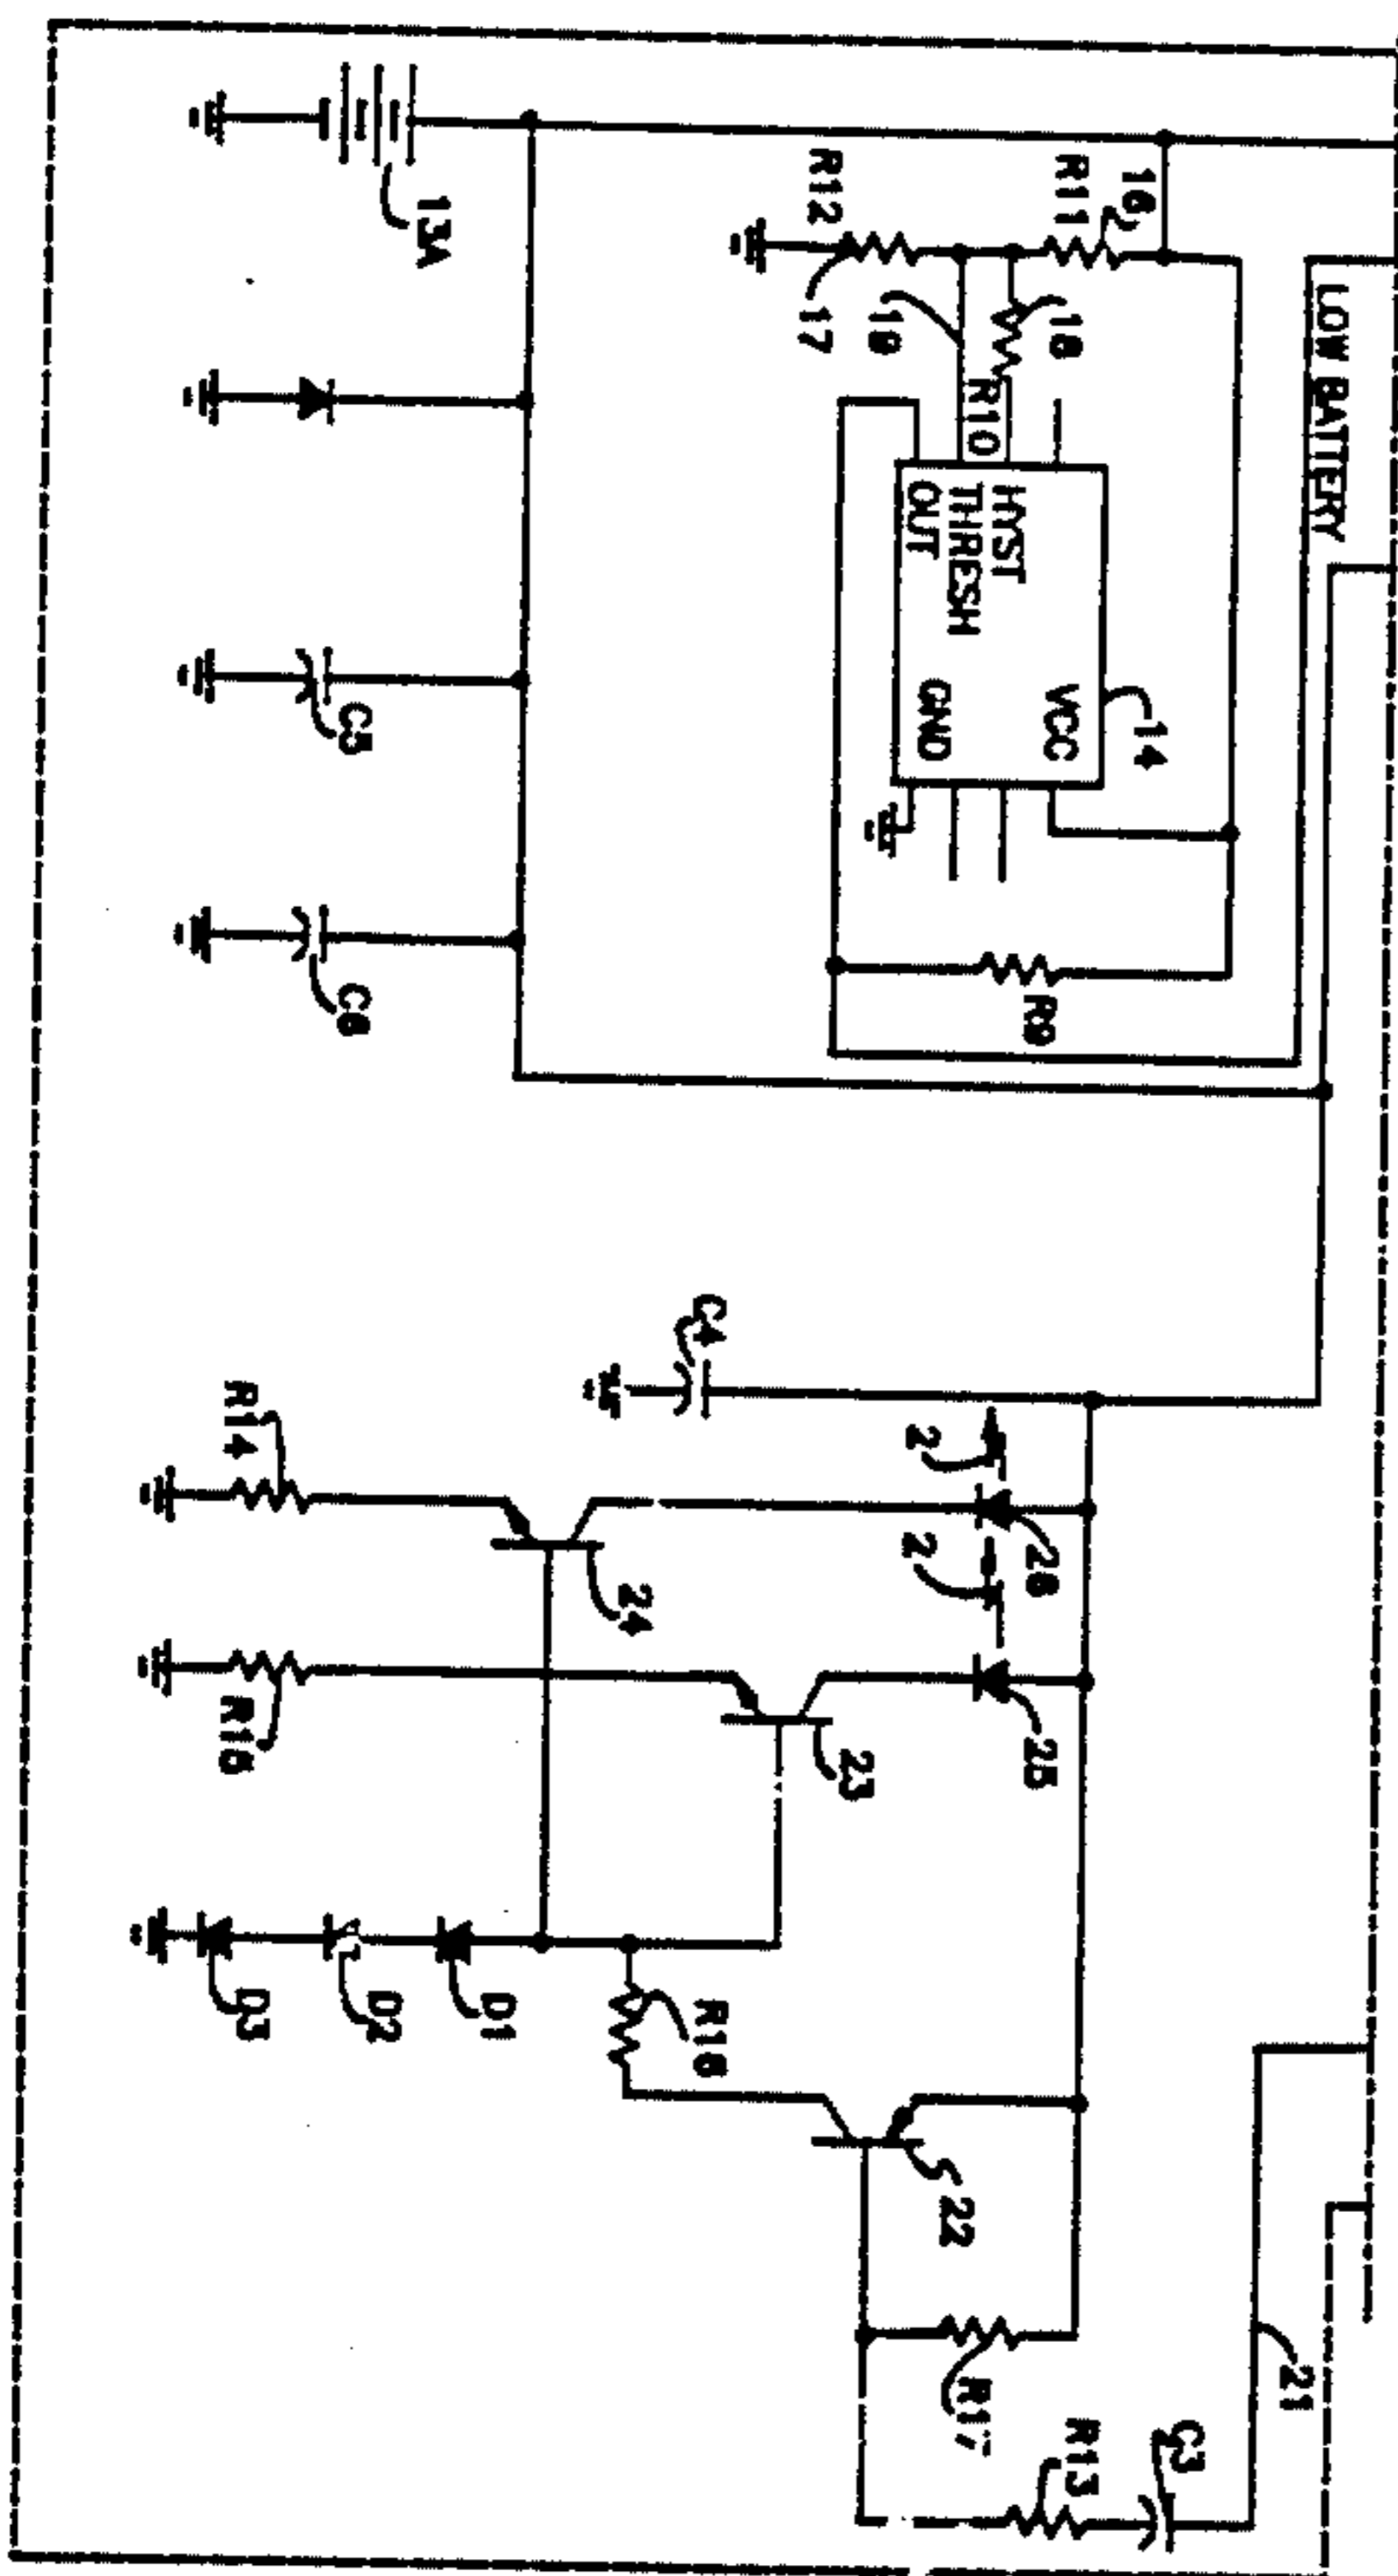 LOW BATTERY
16
R11
R12
17
19
18
R10
HYST
THRESH
OUT
VCC
GND
14
R9
13A
C5
C6
C4
2
26
2
25
24
23
R14
R15
D1
D2
D3
R16
22
R17
R13
C3
21